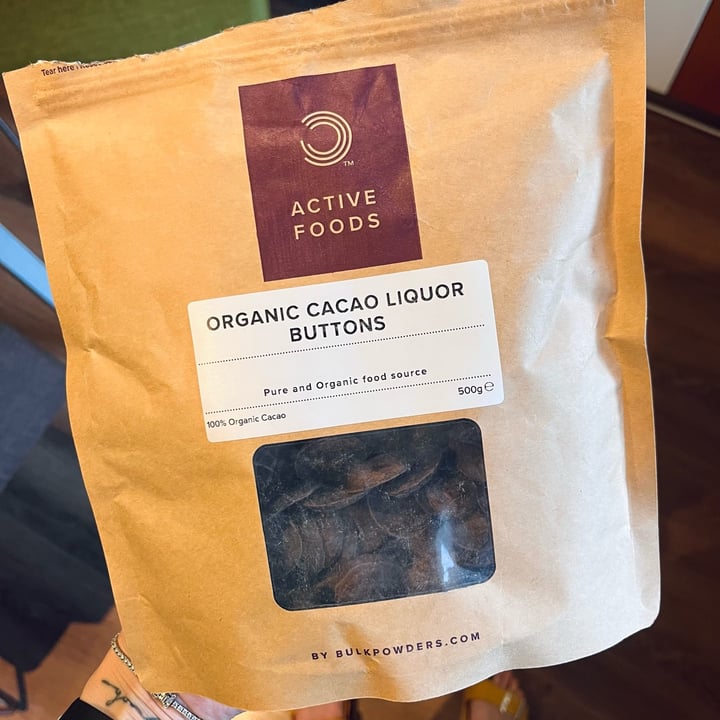 Tear here
™
ACTIVE
FOODS
ORGANIC CACAO LIQUOR
BUTTONS
Pure and Organic food source
500g ℮
100% Organic Cacao
BY BULKPOWDERS.COM